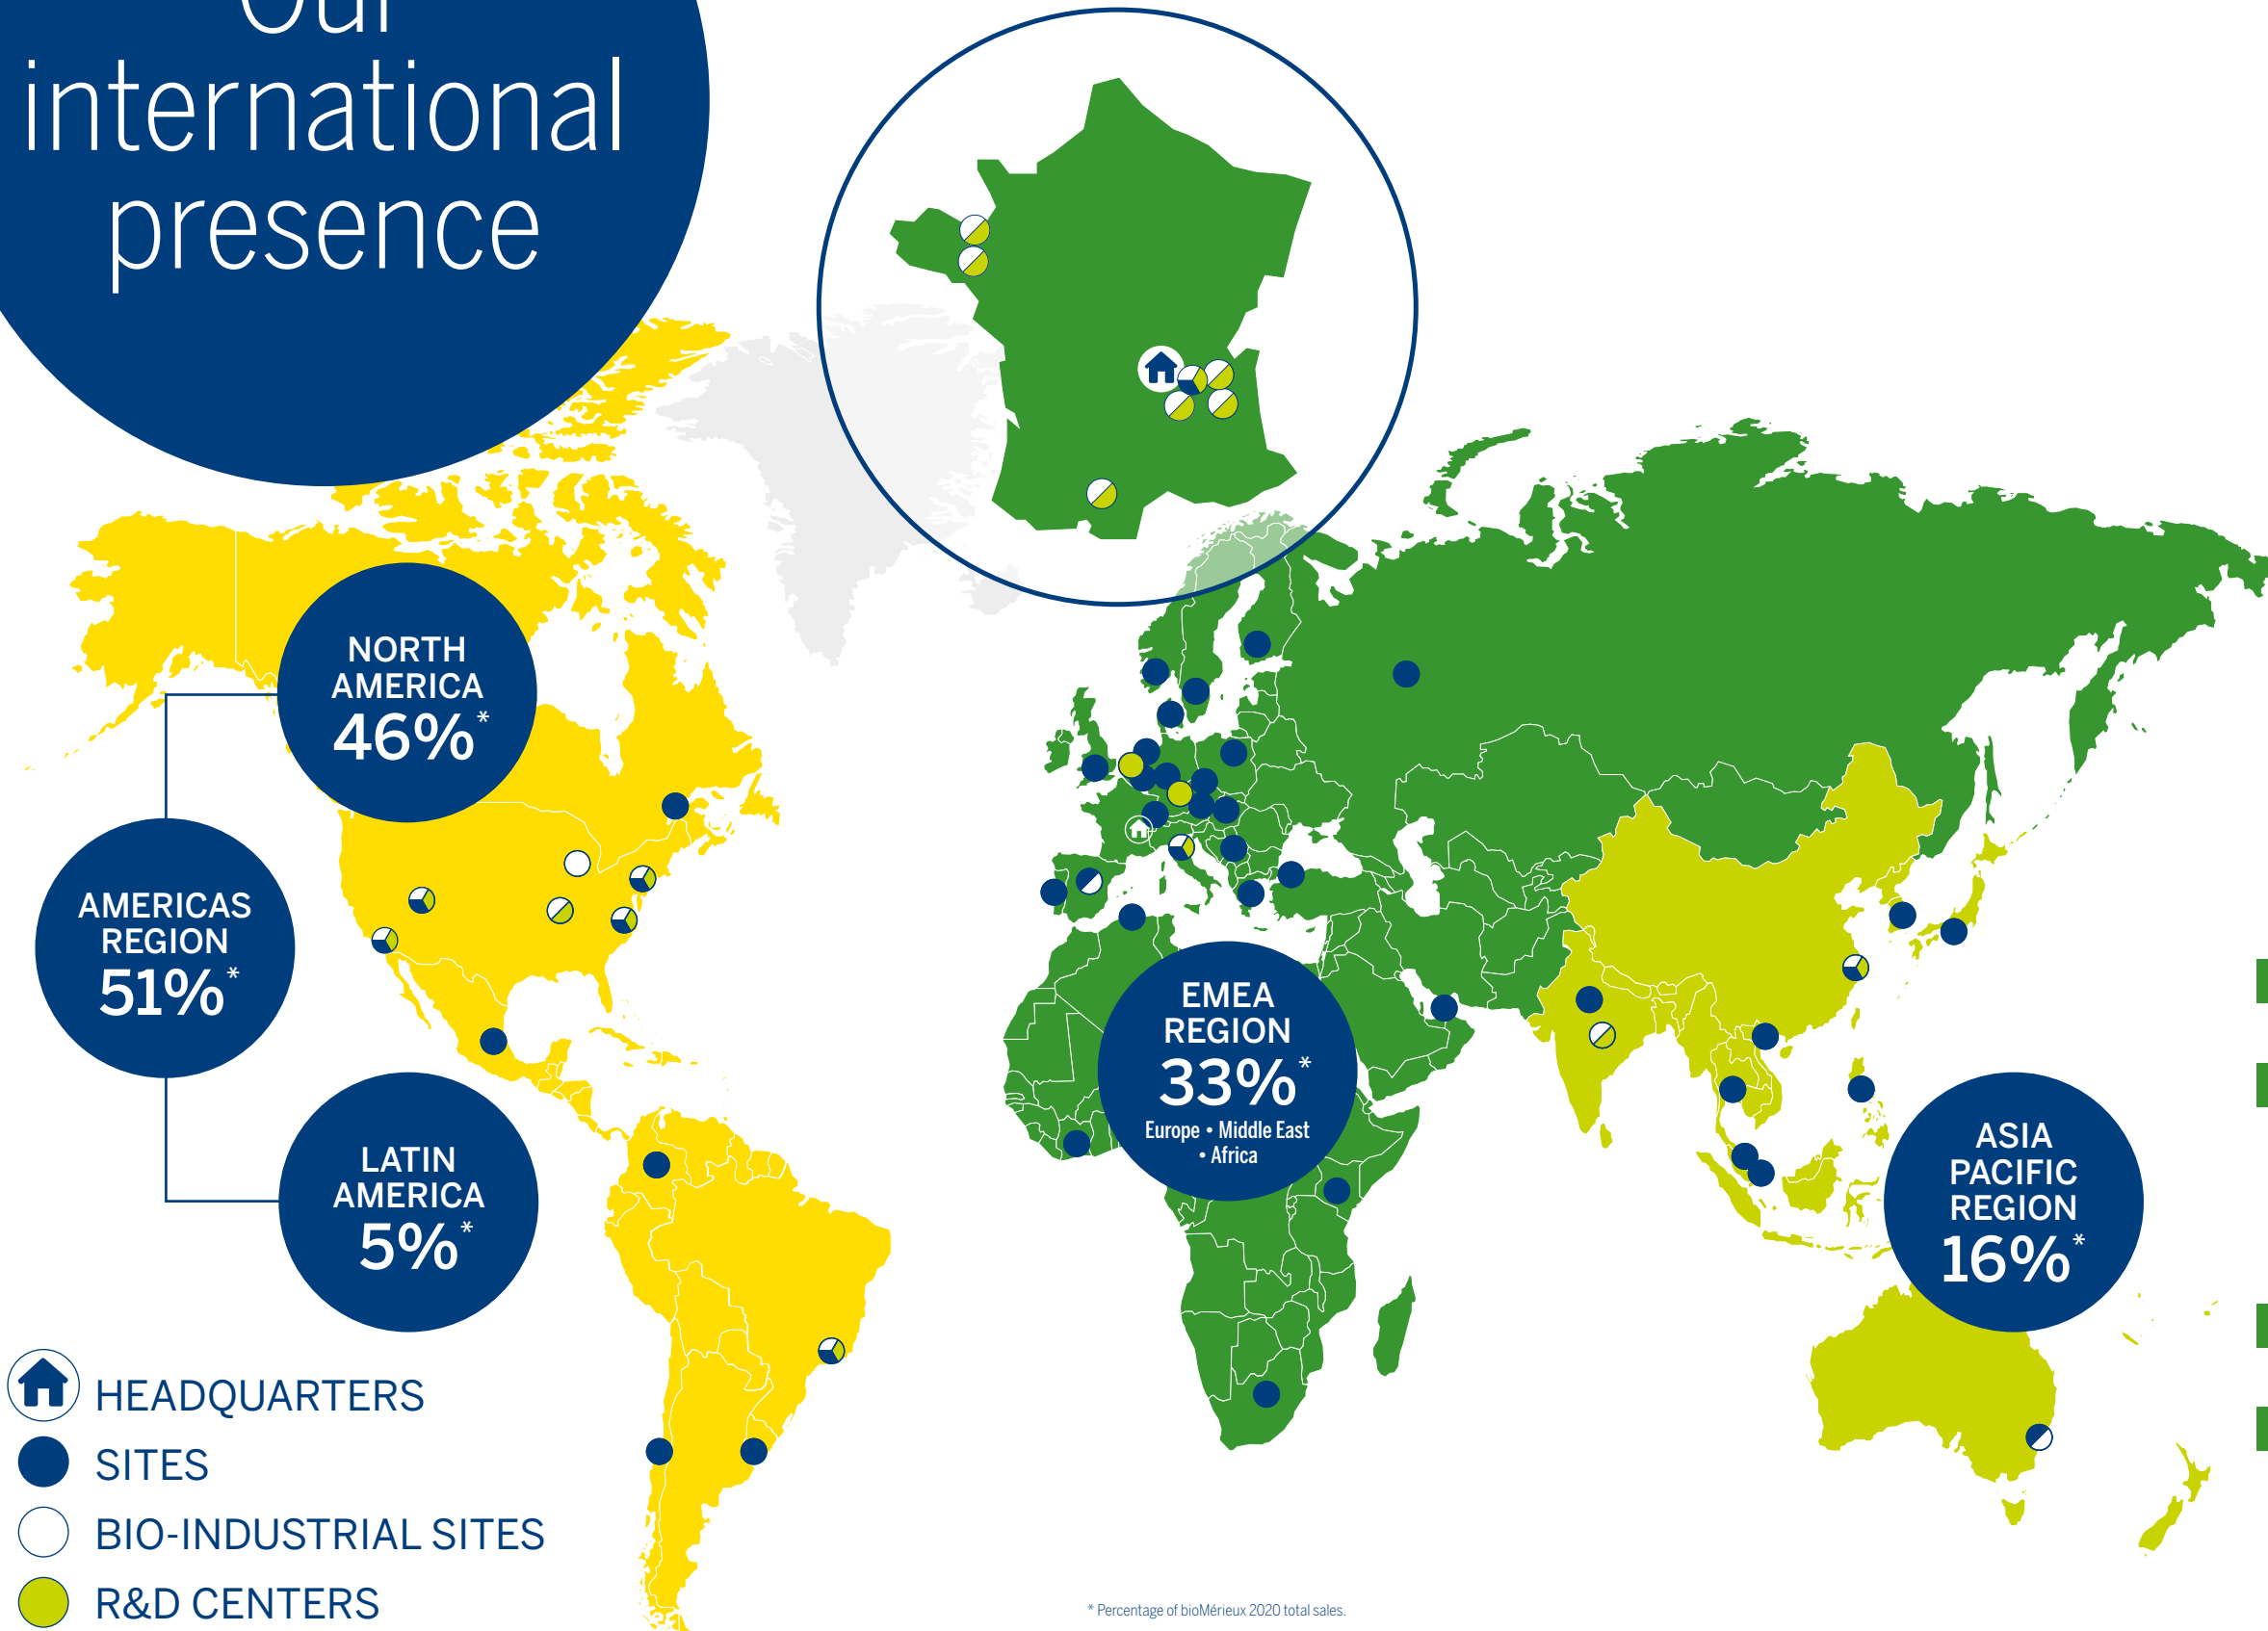 Our
international
presence
NORTH
AMERICA
46%*
AMERICAS
REGION
51%*
LATIN
AMERICA
5%*
EMEA
REGION
33%*
Europe • Middle East
• Africa
ASIA
PACIFIC
REGION
16%*
HEADQUARTERS
SITES
BIO-INDUSTRIAL SITES
R&D CENTERS
* Percentage of bioMérieux 2020 total sales.